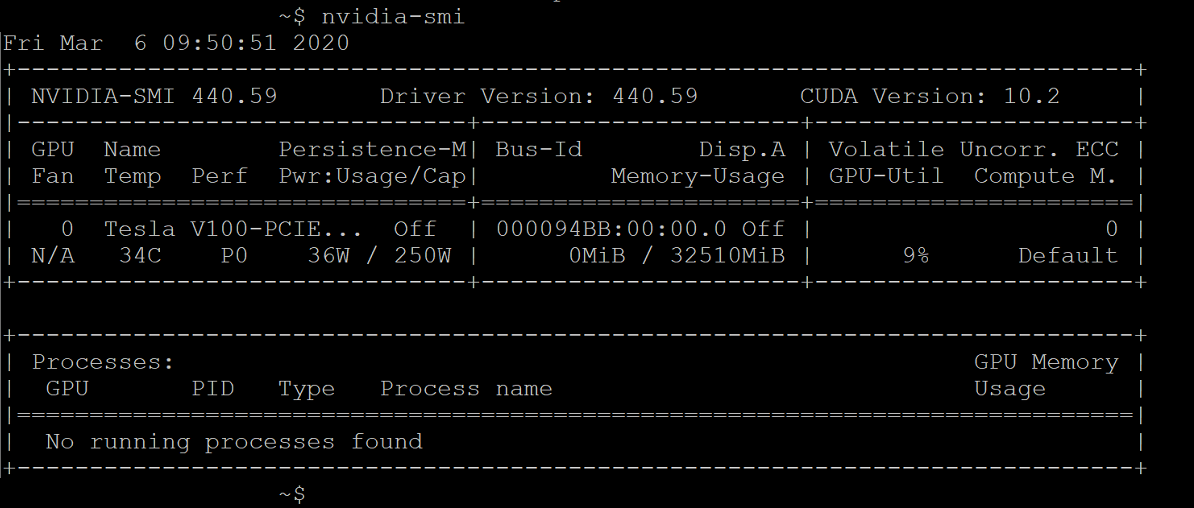 ~$ nvidia-smi
Fri Mar  6 09:50:51 2020
+-----------------------------------------------------------------------------+
| NVIDIA-SMI 440.59       Driver Version: 440.59       CUDA Version: 10.2     |
|-------------------------------+----------------------+----------------------+
| GPU  Name        Persistence-M| Bus-Id        Disp.A | Volatile Uncorr. ECC |
| Fan  Temp  Perf  Pwr:Usage/Cap|         Memory-Usage | GPU-Util  Compute M. |
|===============================+======================+======================|
|   0  Tesla V100-PCIE...  Off  | 000094BB:00:00.0 Off |                    0 |
| N/A   34C    P0    36W / 250W |      0MiB / 32510MiB |      9%      Default |
+-------------------------------+----------------------+----------------------+
+-----------------------------------------------------------------------------+
| Processes:                                                       GPU Memory |
|  GPU       PID   Type   Process name                             Usage      |
|=============================================================================|
|  No running processes found                                                 |
+-----------------------------------------------------------------------------+
~$